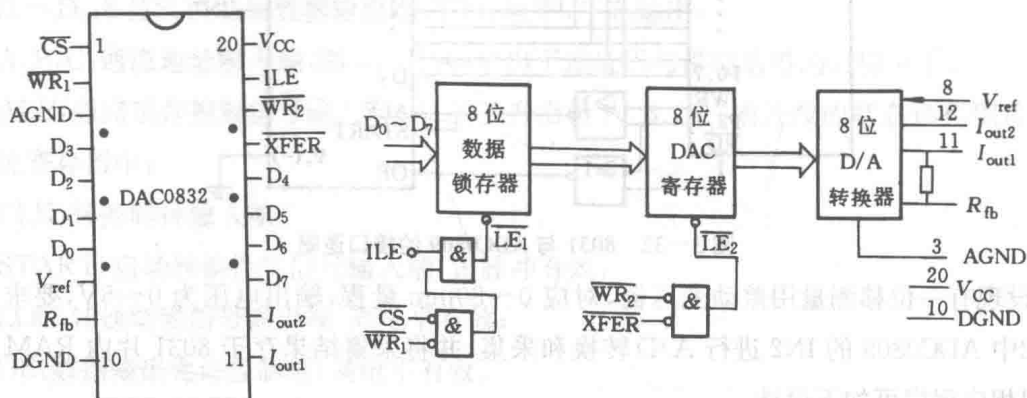 CS 1 20 VCC
WR1 ILE
AGND WR2
D3 XFER
D2 D4
DAC0832
D1 D5
D0 D6
Vref D7
Rfb Iout2
DGND 10 11 Iout1
D0~D7
8位
数据
锁存器
LE1
ILE
&
CS
WR1
&
8位
DAC
寄存器
LE2
WR2
XFER
&
8位
D/A
转换器
8 Vref
12 Iout2
11 Iout1
Rfb
3 AGND
20 VCC
10 DGND